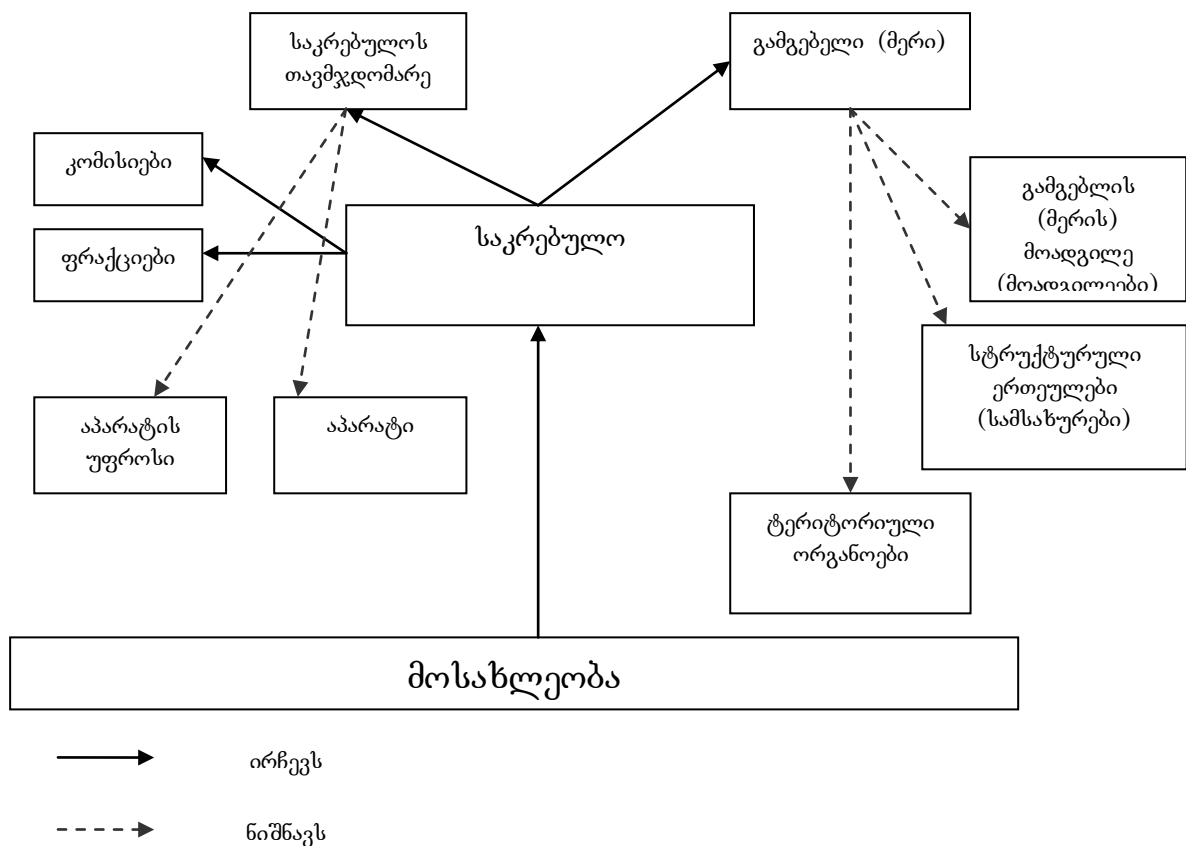 საკრებულოს
თავმჯდომარე
გამგებელი (მერი)
კომისიები
გამგებლის
(მერის)
მოადგილე
(მოადგილეები)
საკრებულო
ფრაქციები
სტრუქტურული
ერთეულები
(სამსახურები)
აპარატის
უფროსი
აპარატი
ტერიტორიული
ორგანოები
მოსახლეობა
ირჩევს
ნიშნავს